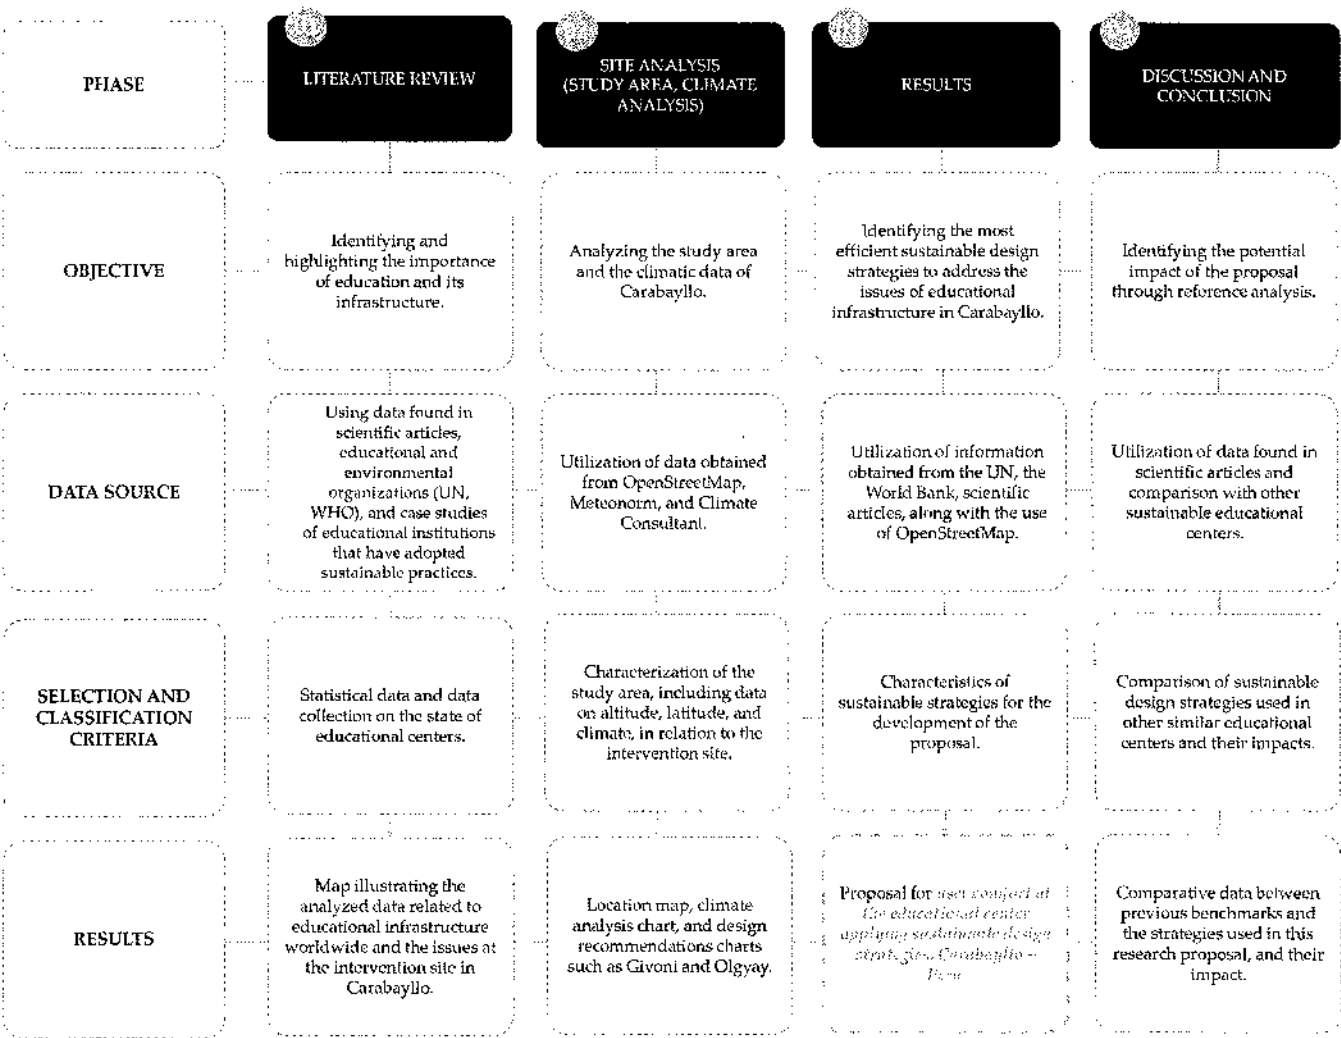 PHASE
LITERATURE REVIEW
SITE ANALYSIS
(STUDY AREA, CLIMATE
ANALYSIS)
RESULTS
DISCUSSION AND
CONCLUSION
OBJECTIVE
Identifying and
highlighting the importance
of education and its
infrastructure.
Analyzing the study area
and the climatic data of
Carabayllo.
Identifying the most
efficient sustainable design
strategies to address the
issues of educational
infrastructure in Carabayllo.
Identifying the potential
impact of the proposal
through reference analysis.
DATA SOURCE
Using data found in
scientific articles,
educational and
environmental
organizations (UN,
WHO), and case studies
of educational institutions
that have adopted
sustainable practices.
Utilization of data obtained
from OpenStreetMap,
Meteonorm, and Climate
Consultant.
Utilization of information
obtained from the UN, the
World Bank, scientific
articles, along with the use
of OpenStreetMap.
Utilization of data found in
scientific articles and
comparison with other
sustainable educational
centers.
SELECTION AND
CLASSIFICATION
CRITERIA
Statistical data and data
collection on the state of
educational centers.
Characterization of the
study area, including data
on altitude, latitude, and
climate, in relation to the
intervention site.
Characteristics of
sustainable strategies for the
development of the
proposal.
Comparison of sustainable
design strategies used in
other similar educational
centers and their impacts.
RESULTS
Map illustrating the
analyzed data related to
educational infrastructure
worldwide and the issues at
the intervention site in
Carabayllo.
Location map, climate
analysis chart, and design
recommendations charts
such as Givoni and Olgyay.
Proposal for user comfort at
the educational center
applying sustainable design
strategies, Carabayllo –
Comparative data between
previous benchmarks and
the strategies used in this
research proposal, and their
impact.